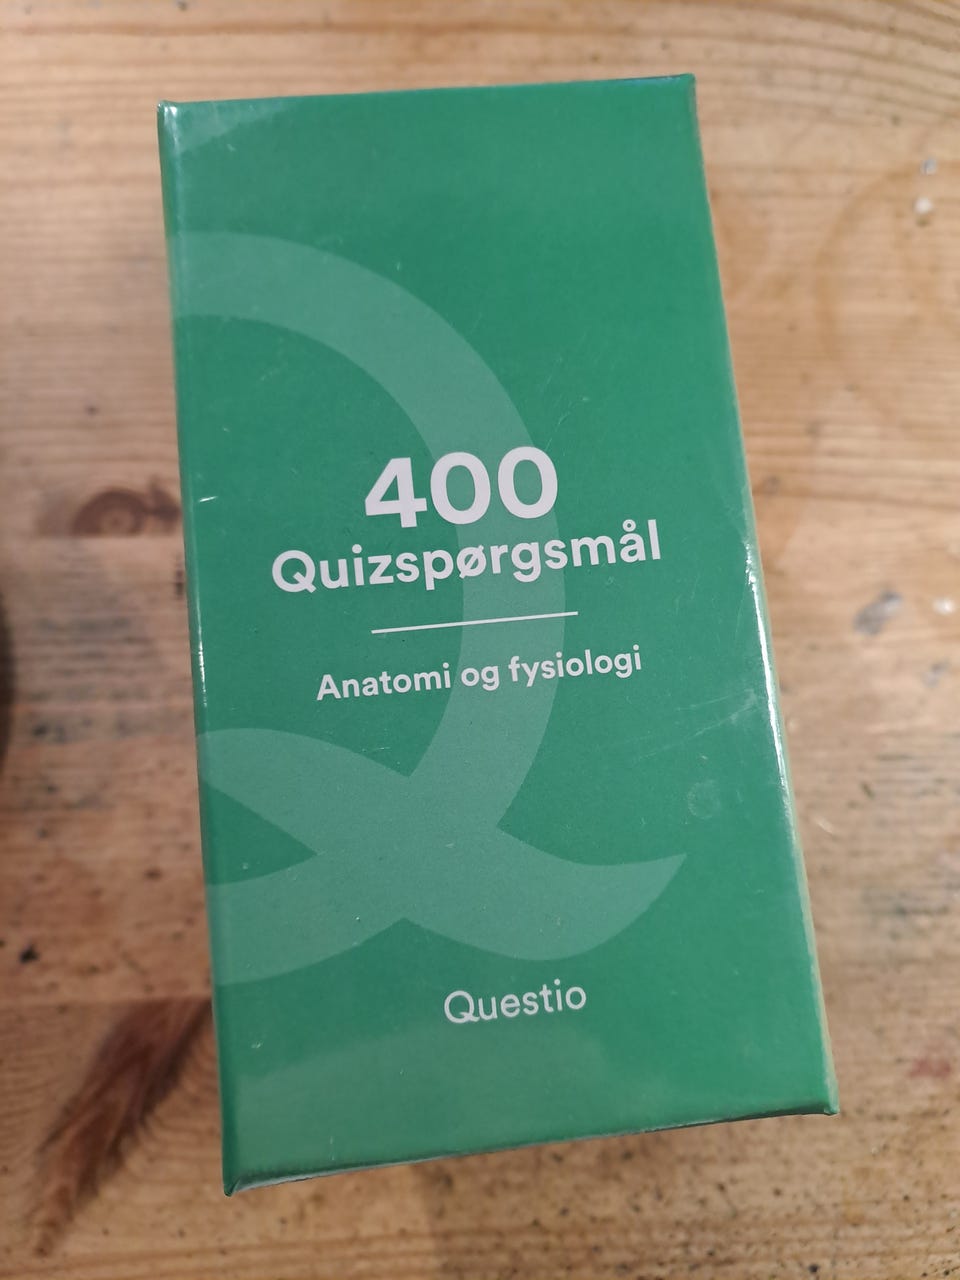 400
Quizspørgsmål
Anatomi og fysiologi
Questio